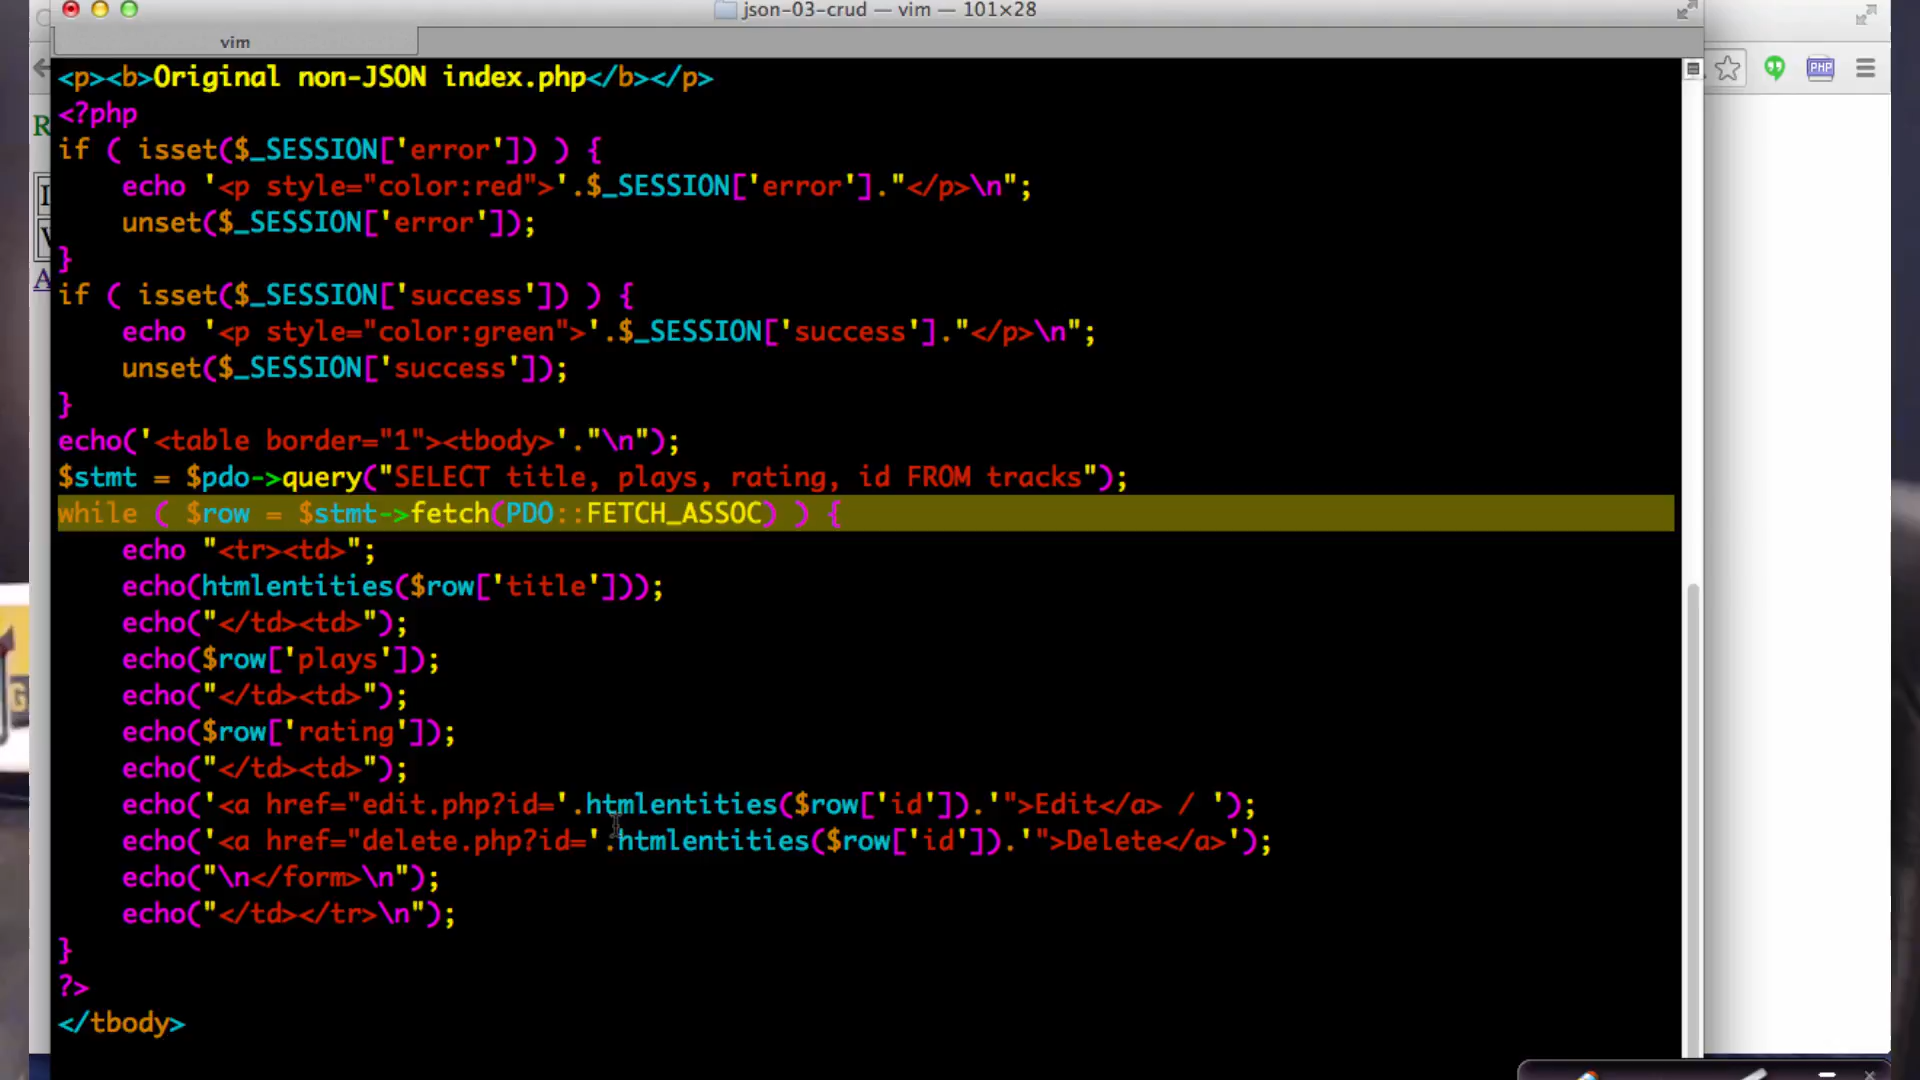 json-03-crud — vim — 101×28
vim
<p><b>Original non-JSON index.php</b></p>
<?php
if ( isset($_SESSION['error']) ) {
    echo '<p style="color:red">'.$_SESSION['error']."</p>\n";
    unset($_SESSION['error']);
}
if ( isset($_SESSION['success']) ) {
    echo '<p style="color:green">'.$_SESSION['success']."</p>\n";
    unset($_SESSION['success']);
}
echo('<table border="1"><tbody>'."\n");
$stmt = $pdo->query("SELECT title, plays, rating, id FROM tracks");
while ( $row = $stmt->fetch(PDO::FETCH_ASSOC) ) {
    echo "<tr><td>";
    echo(htmlentities($row['title']));
    echo("</td><td>");
    echo($row['plays']);
    echo("</td><td>");
    echo($row['rating']);
    echo("</td><td>");
    echo('<a href="edit.php?id='.htmlentities($row['id']).'">Edit</a> / ');
    echo('<a href="delete.php?id='.htmlentities($row['id']).'">Delete</a>');
    echo("\n</form>\n");
    echo("</td></tr>\n");
}
?>
</tbody>
PHP
R
A
G